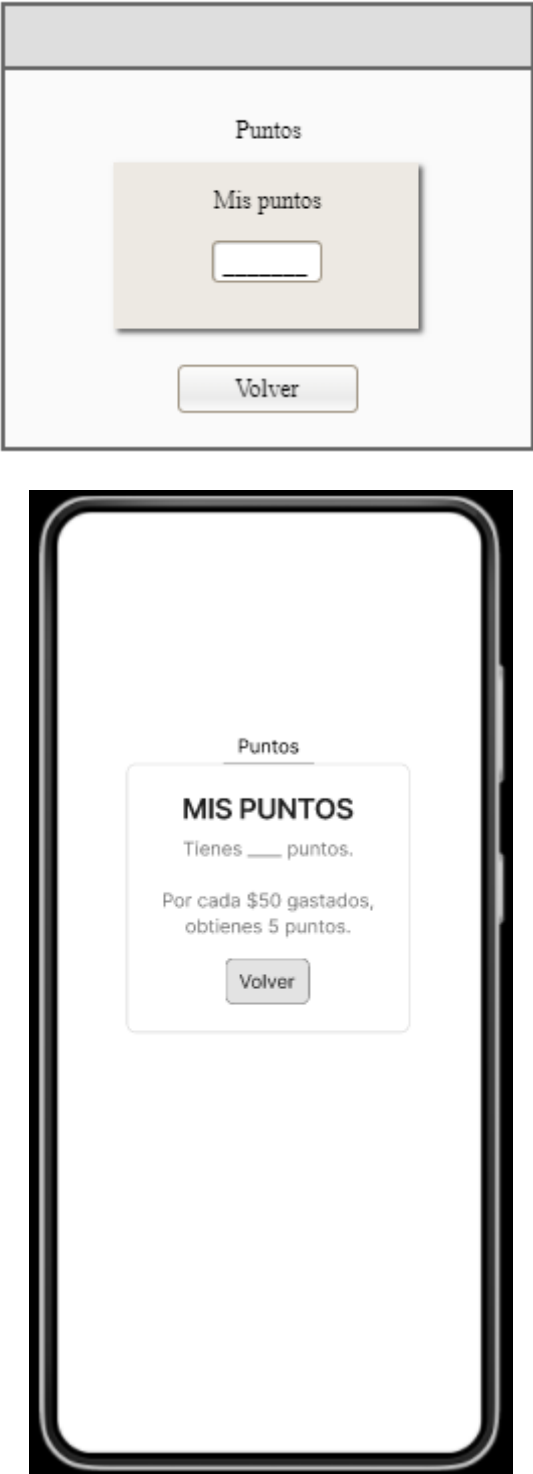 Puntos
Mis puntos
_______
Volver
Puntos
MIS PUNTOS
Tienes ____ puntos.
Por cada $50 gastados,
obtienes 5 puntos.
Volver